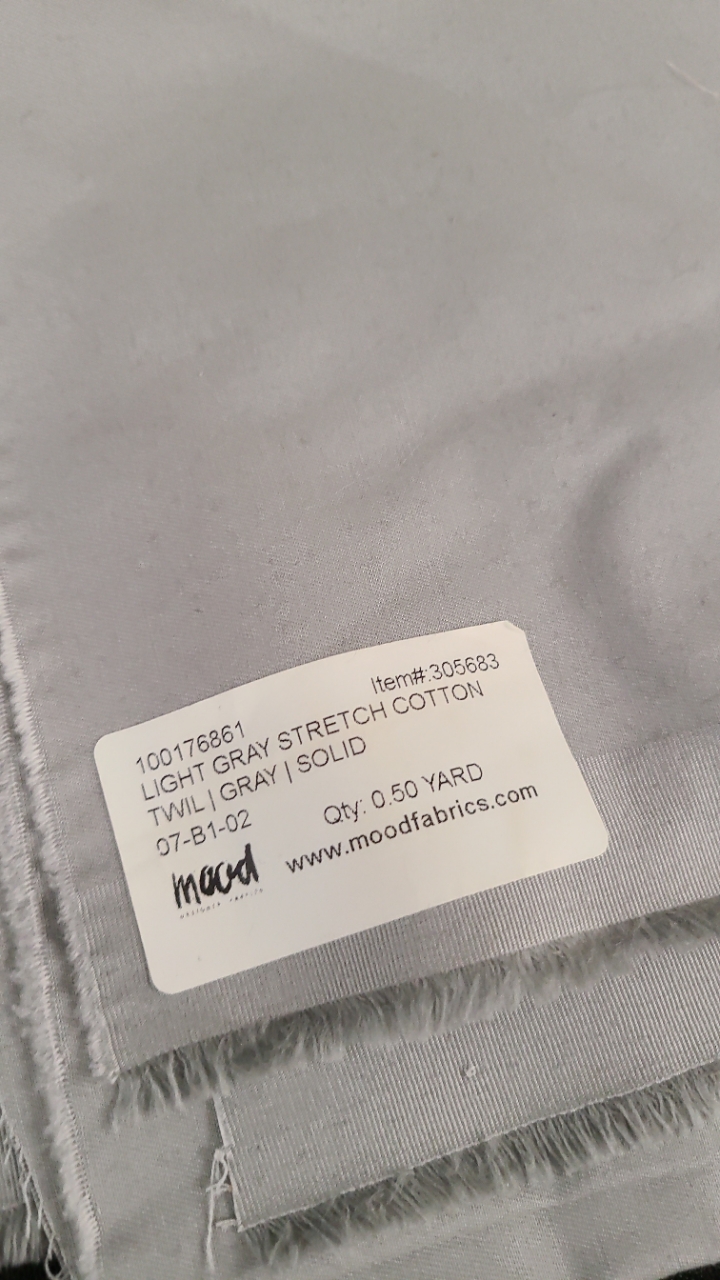 Item#:305683
100176861
LIGHT GRAY STRETCH COTTON
TWIL | GRAY | SOLID
07-B1-02
Qty: 0.50 YARD
mood
www.moodfabrics.com